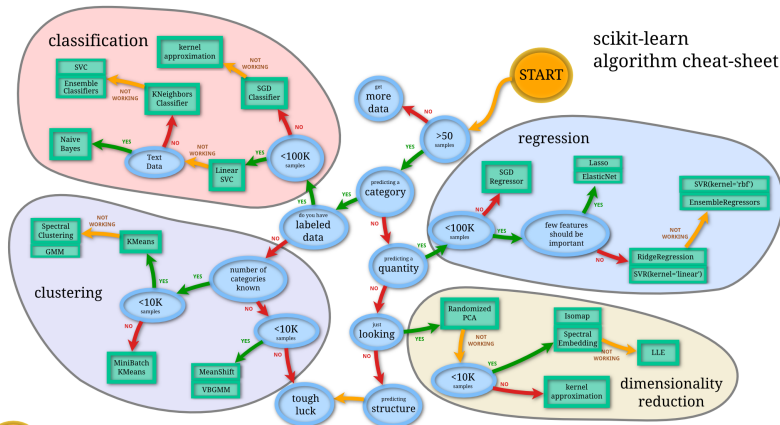 scikit-learn
algorithm cheat-sheet
START
classification
kernel
approximation
NOT
WORKING
SVC
Ensemble
Classifiers
NOT
WORKING
KNeighbors
Classifier
SGD
Classifier
NO
NO
Naive
Bayes
YES
Text
Data
NOT
WORKING
Linear
SVC
YES
<100K
samples
YES
get
more
data
NO
>50
samples
YES
predicting a
category
YES
do you have
labeled
data
NO
NO
predicting a
quantity
YES
NO
just
looking
YES
NO
predicting
structure
tough
luck
regression
SGD
Regressor
NO
<100K
samples
YES
Lasso
ElasticNet
YES
few features
should be
important
NO
SVR(kernel='rbf')
EnsembleRegressors
NOT
WORKING
RidgeRegression
SVR(kernel='linear')
clustering
Spectral
Clustering
GMM
NOT
WORKING
KMeans
YES
number of
categories
known
YES
NO
<10K
samples
NO
MiniBatch
KMeans
<10K
samples
YES
NO
MeanShift
VBGMM
dimensionality
reduction
Randomized
PCA
NOT
WORKING
<10K
samples
YES
NO
Isomap
Spectral
Embedding
NOT
WORKING
LLE
kernel
approximation